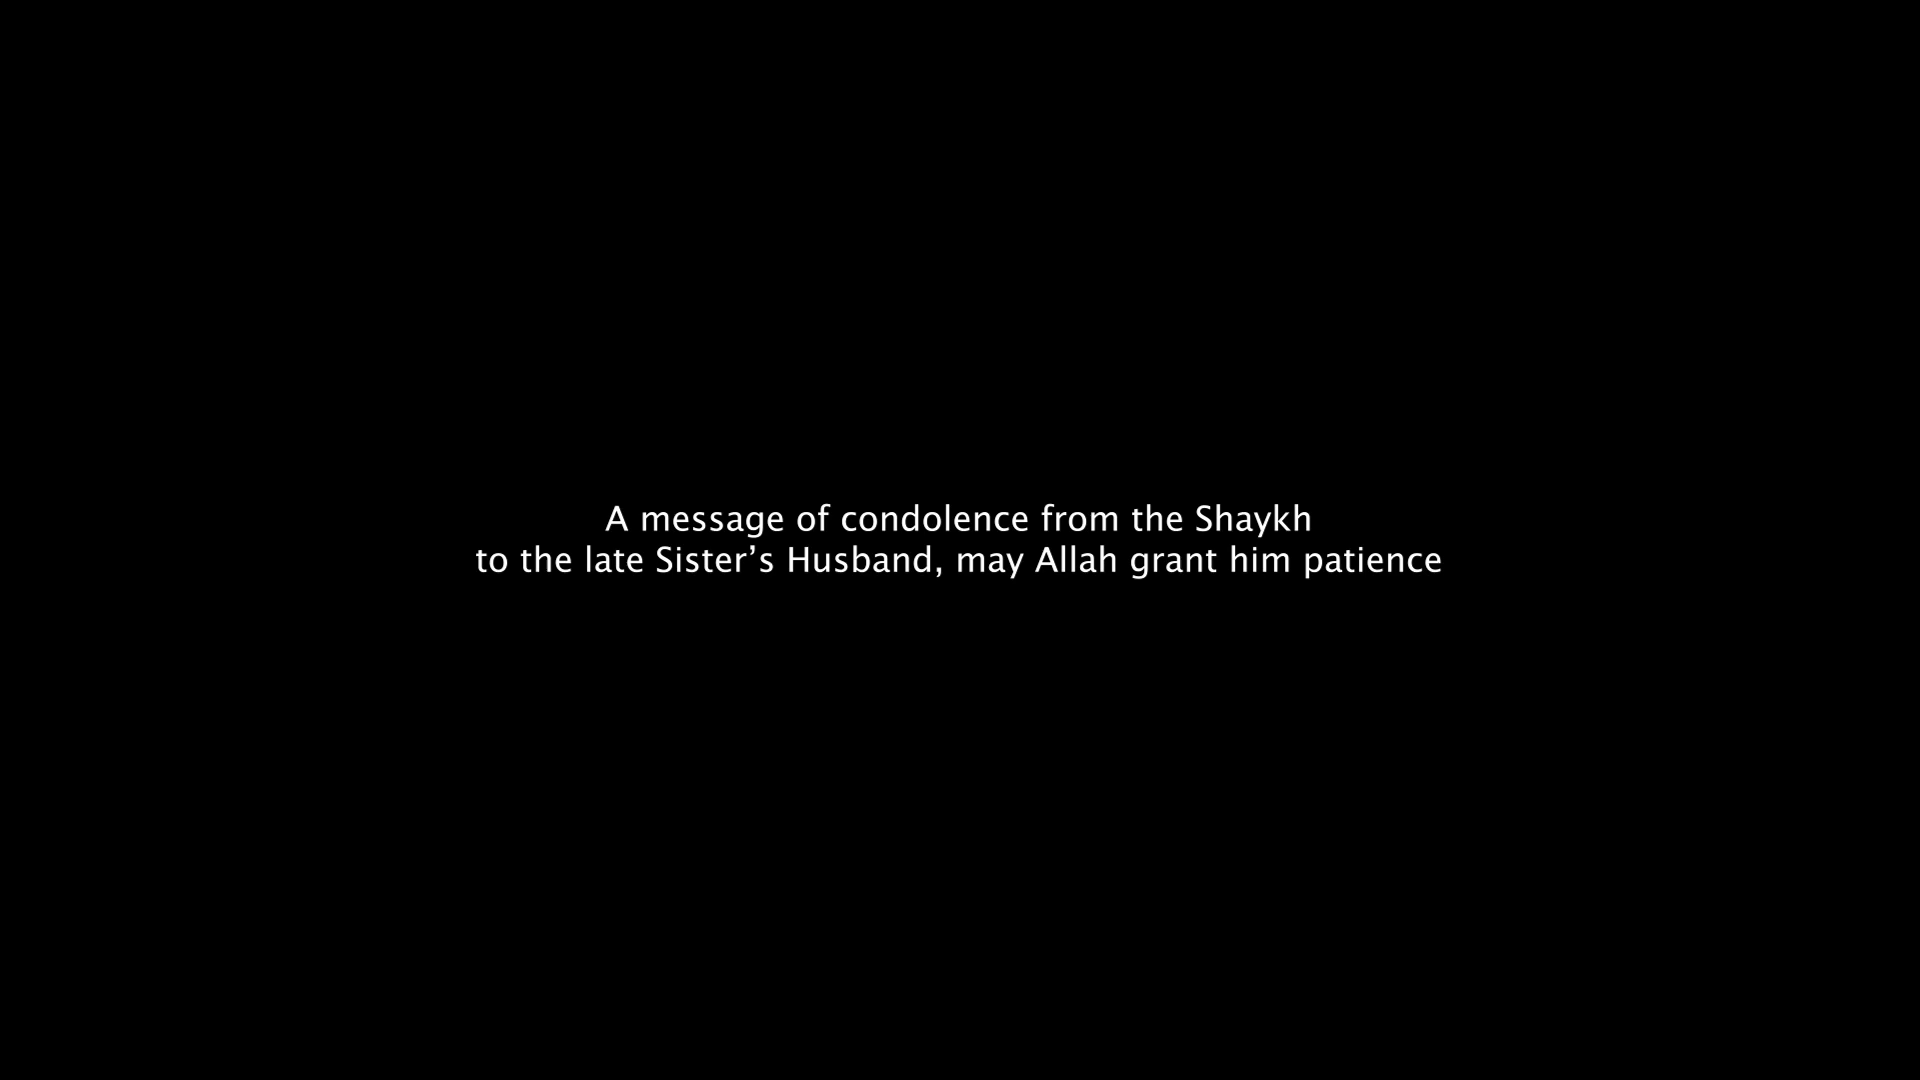 A message of condolence from the Shaykh
to the late Sister’s Husband, may Allah grant him patience